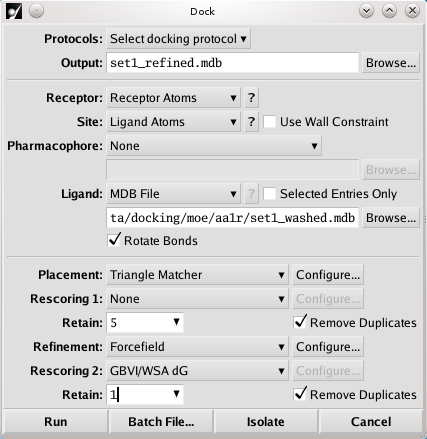 Dock
Protocols: Select docking protocol
Output: set1_refined.mdb Browse...
Receptor: Receptor Atoms ?
Site: Ligand Atoms ? Use Wall Constraint
Pharmacophore: None
Browse...
Ligand: MDB File ? Selected Entries Only
ta/docking/moe/aa1r/set1_washed.mdb Browse...
Rotate Bonds
Placement: Triangle Matcher Configure...
Rescoring 1: None Configure...
Retain: 5 Remove Duplicates
Refinement: Forcefield Configure...
Rescoring 2: GBVI/WSA dG Configure...
Retain: 1 Remove Duplicates
Run Batch File... Isolate Cancel